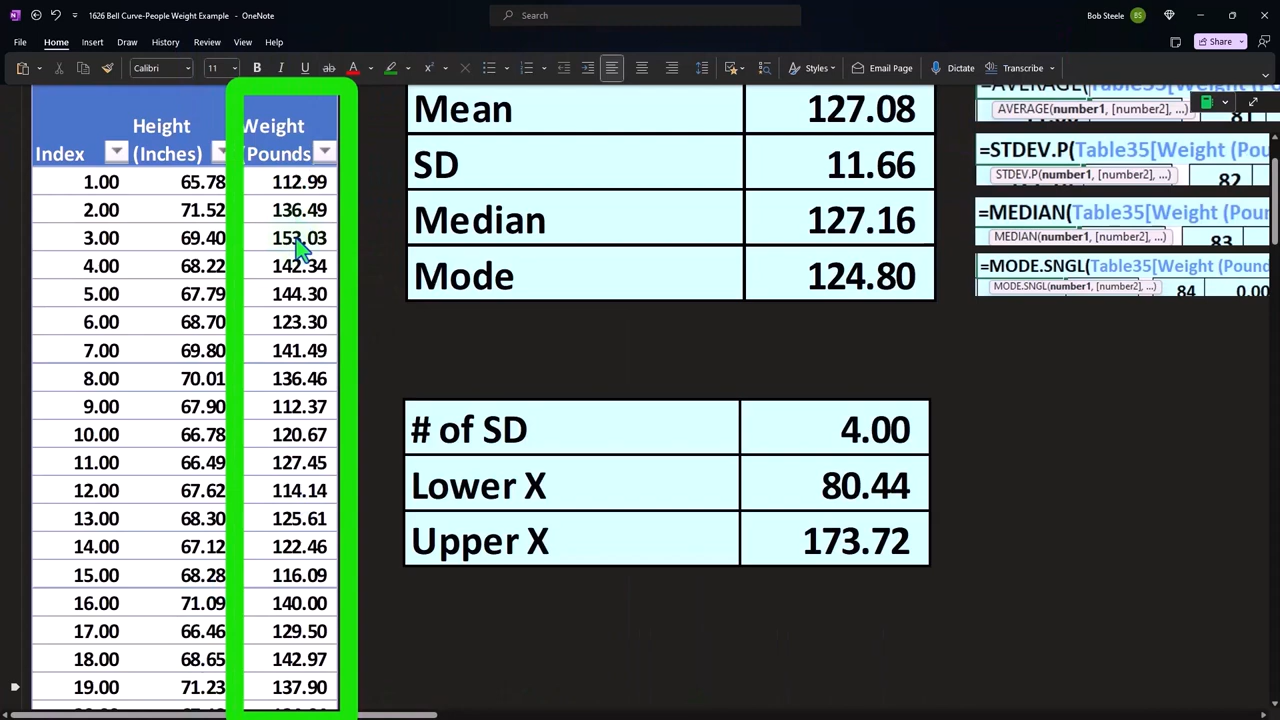 1626 Bell Curve-People Weight Example - OneNote
Search
Bob Steele BS
File Home Insert Draw History Review View Help
Share
Calibri 11 B I U ab A x Styles Email Page Dictate Transcribe
Index Height (Inches) Weight (Pounds
1.00 65.78 112.99
2.00 71.52 136.49
3.00 69.40 153.03
4.00 68.22 142.34
5.00 67.79 144.30
6.00 68.70 123.30
7.00 69.80 141.49
8.00 70.01 136.46
9.00 67.90 112.37
10.00 66.78 120.67
11.00 66.49 127.45
12.00 67.62 114.14
13.00 68.30 125.61
14.00 67.12 122.46
15.00 68.28 116.09
16.00 71.09 140.00
17.00 66.46 129.50
18.00 68.65 142.97
19.00 71.23 137.90
Mean 127.08
SD 11.66
Median 127.16
Mode 124.80
# of SD 4.00
Lower X 80.44
Upper X 173.72
=AVERAGE(
AVERAGE(number1, [number2], ...)
81
=STDEV.P(Table35[Weight (Pou
STDEV.P(number1, [number2], ...)
82
=MEDIAN(Table35[Weight (Poun
MEDIAN(number1, [number2], ...)
83
=MODE.SNGL(Table35[Weight (Pound
MODE.SNGL(number1, [number2], ...)
84 0.00